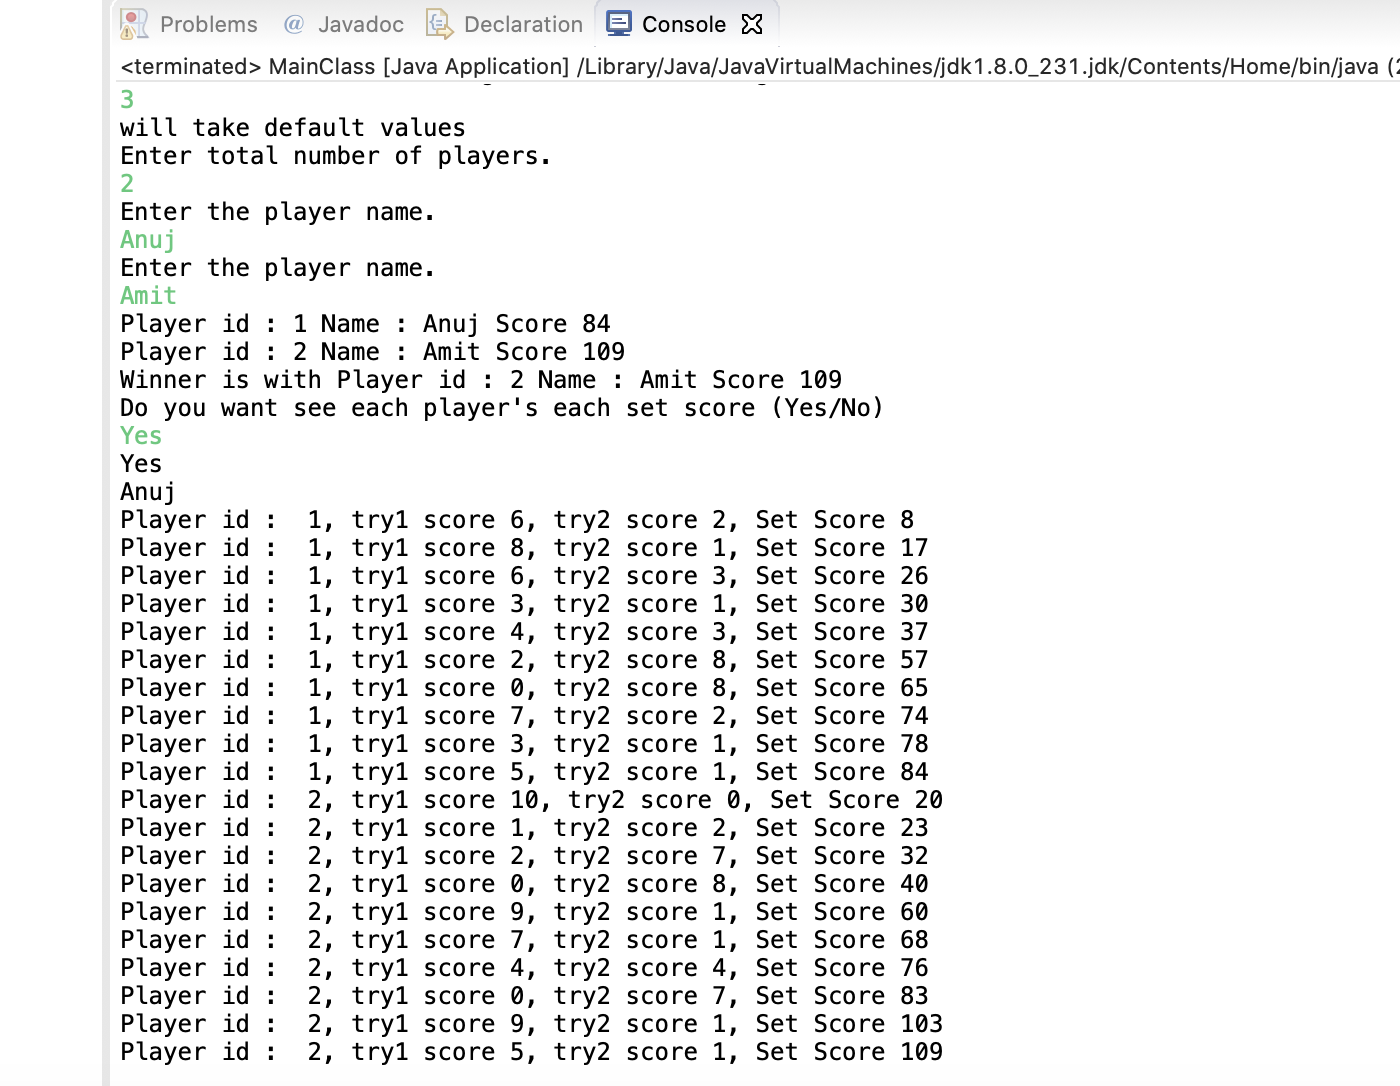 Problems @ Javadoc Declaration Console
<terminated> MainClass [Java Application] /Library/Java/JavaVirtualMachines/jdk1.8.0_231.jdk/Contents/Home/bin/java (2
3
will take default values
Enter total number of players.
2
Enter the player name.
Anuj
Enter the player name.
Amit
Player id : 1 Name : Anuj Score 84
Player id : 2 Name : Amit Score 109
Winner is with Player id : 2 Name : Amit Score 109
Do you want see each player's each set score (Yes/No)
Yes
Yes
Anuj
Player id :  1, try1 score 6, try2 score 2, Set Score 8
Player id :  1, try1 score 8, try2 score 1, Set Score 17
Player id :  1, try1 score 6, try2 score 3, Set Score 26
Player id :  1, try1 score 3, try2 score 1, Set Score 30
Player id :  1, try1 score 4, try2 score 3, Set Score 37
Player id :  1, try1 score 2, try2 score 8, Set Score 57
Player id :  1, try1 score 0, try2 score 8, Set Score 65
Player id :  1, try1 score 7, try2 score 2, Set Score 74
Player id :  1, try1 score 3, try2 score 1, Set Score 78
Player id :  1, try1 score 5, try2 score 1, Set Score 84
Player id :  2, try1 score 10, try2 score 0, Set Score 20
Player id :  2, try1 score 1, try2 score 2, Set Score 23
Player id :  2, try1 score 2, try2 score 7, Set Score 32
Player id :  2, try1 score 0, try2 score 8, Set Score 40
Player id :  2, try1 score 9, try2 score 1, Set Score 60
Player id :  2, try1 score 7, try2 score 1, Set Score 68
Player id :  2, try1 score 4, try2 score 4, Set Score 76
Player id :  2, try1 score 0, try2 score 7, Set Score 83
Player id :  2, try1 score 9, try2 score 1, Set Score 103
Player id :  2, try1 score 5, try2 score 1, Set Score 109